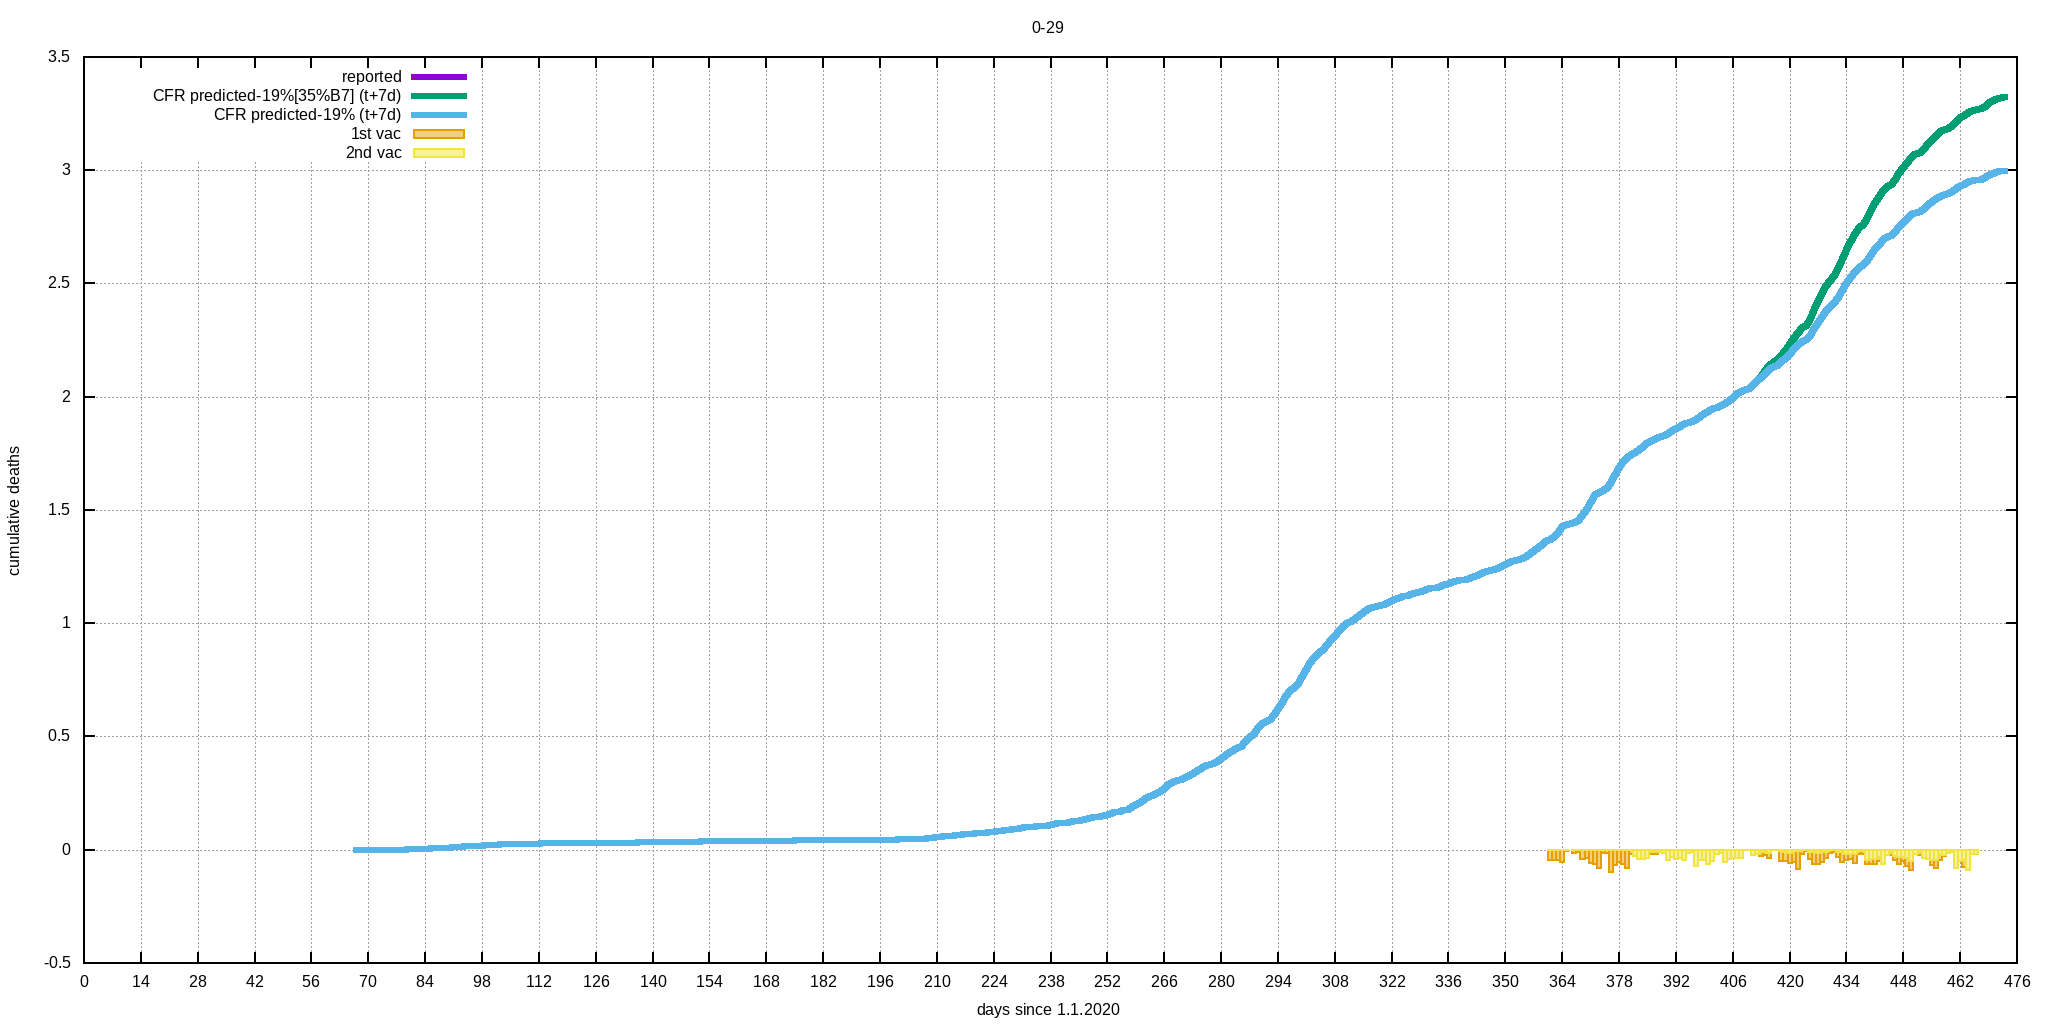 0-29
3.5
3
2.5
2
1.5
1
0.5
0
-0.5
reported
CFR predicted-19%[35%B7] (t+7d)
CFR predicted-19% (t+7d)
1st vac
2nd vac
cumulative deaths
0 14 28 42 56 70 84 98 112 126 140 154 168 182 196 210 224 238 252 266 280 294 308 322 336 350 364 378 392 406 420 434 448 462 476
days since 1.1.2020